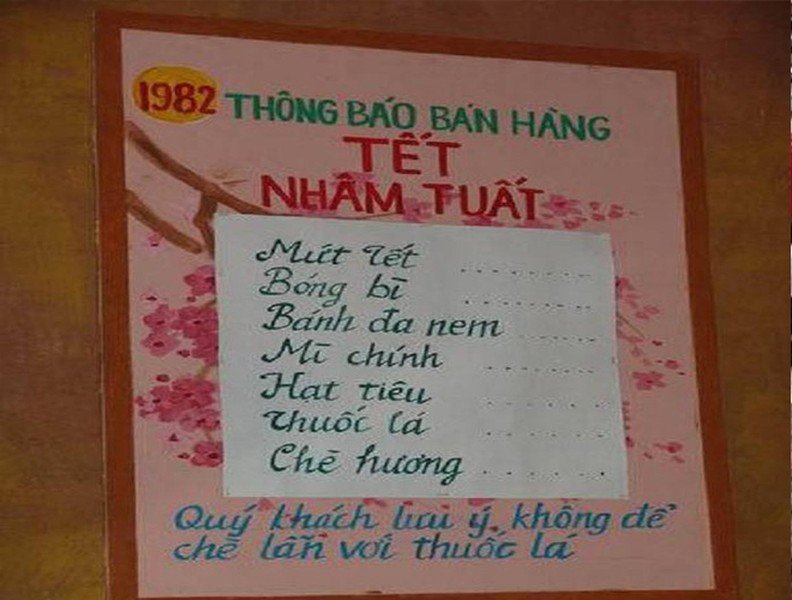 1982 THÔNG BÁO BÁN HÀNG
TẾT
NHÂM TUẤT
Mứt Tết ........
Bóng bì ........
Bánh đa nem .....
Mì chính .......
Hạt tiêu .......
Thuốc lá .......
Chè hương .......
Quý khách lưu ý, không để
chè lẫn với thuốc lá